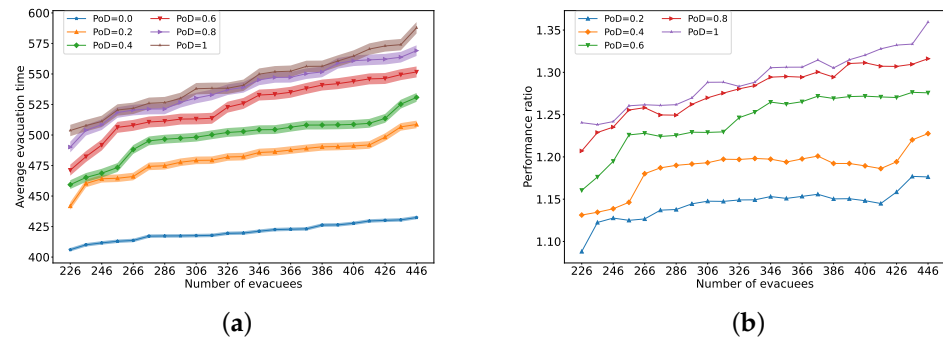 PoD=0.0 PoD=0.6
PoD=0.2 PoD=0.8
PoD=0.4 PoD=1
Average evacuation time
600
575
550
525
500
475
450
425
400
226 246 266 286 306 326 346 366 386 406 426 446
Number of evacuees
(a)
PoD=0.2 PoD=0.8
PoD=0.4 PoD=1
PoD=0.6
Performance ratio
1.35
1.30
1.25
1.20
1.15
1.10
226 246 266 286 306 326 346 366 386 406 426 446
Number of evacuees
(b)